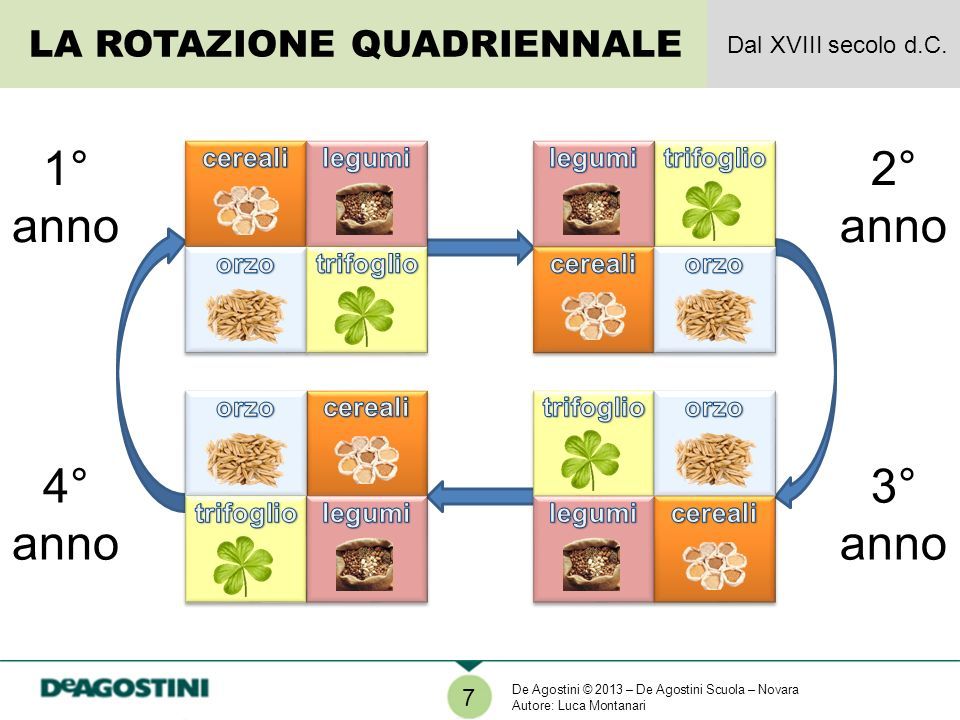 LA ROTAZIONE QUADRIENNALE
Dal XVIII secolo d.C.
1°
anno
cereali legumi
orzo trifoglio
2°
anno
legumi trifoglio
cereali orzo
4°
anno
orzo cereali
trifoglio legumi
3°
anno
trifoglio orzo
legumi cereali
DeAGOSTINI
7
De Agostini © 2013 – De Agostini Scuola – Novara
Autore: Luca Montanari